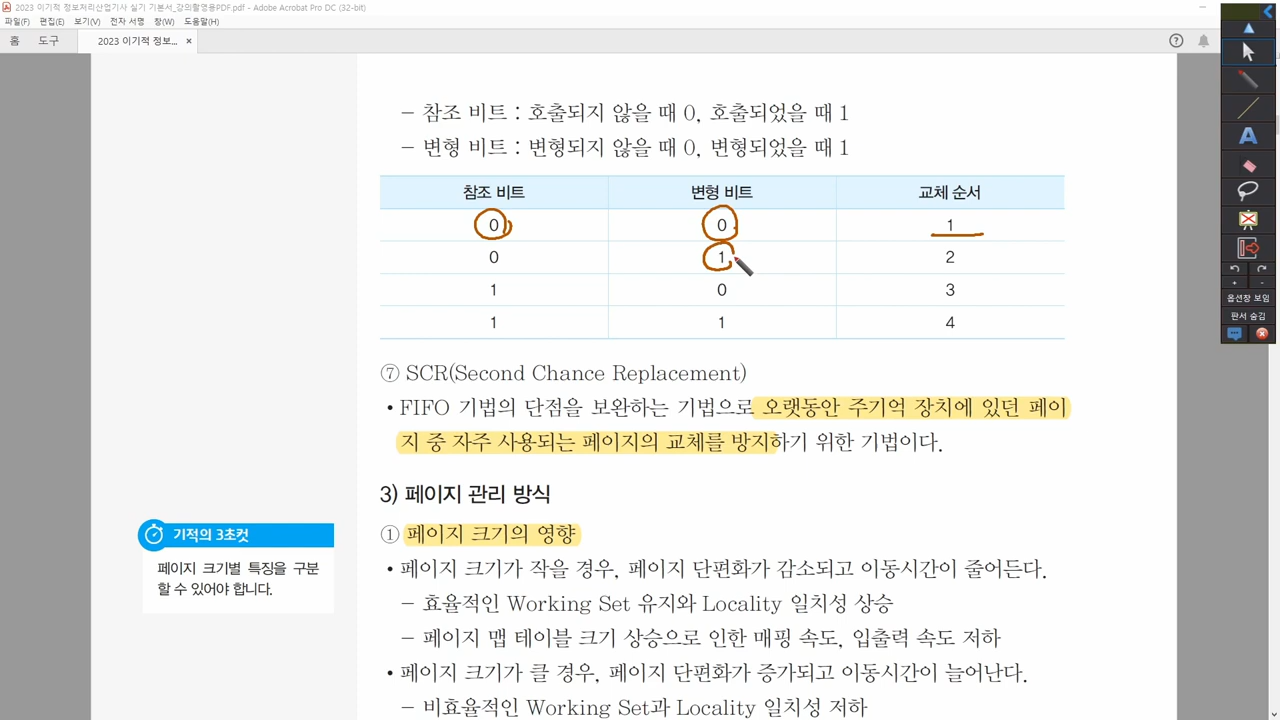 2023 이기적 정보처리산업기사 실기 기본서_강의촬영용PDF.pdf - Adobe Acrobat Pro DC (32-bit)
파일(F) 편집(E) 보기(V) 전자 서명 창(W) 도움말(H)
홈 도구 2023 이기적 정보... ×
– 참조 비트 : 호출되지 않을 때 0, 호출되었을 때 1
– 변형 비트 : 변형되지 않을 때 0, 변형되었을 때 1
참조 비트 변형 비트 교체 순서
0 0 1
0 1 2
1 0 3
1 1 4
⑦ SCR(Second Chance Replacement)
• FIFO 기법의 단점을 보완하는 기법으로 오랫동안 주기억 장치에 있던 페이
지 중 자주 사용되는 페이지의 교체를 방지하기 위한 기법이다.
3) 페이지 관리 방식
① 페이지 크기의 영향
• 페이지 크기가 작을 경우, 페이지 단편화가 감소되고 이동시간이 줄어든다.
– 효율적인 Working Set 유지와 Locality 일치성 상승
– 페이지 맵 테이블 크기 상승으로 인한 매핑 속도, 입출력 속도 저하
• 페이지 크기가 클 경우, 페이지 단편화가 증가되고 이동시간이 늘어난다.
– 비효율적인 Working Set과 Locality 일치성 저하
기적의 3초컷
페이지 크기별 특징을 구분
할 수 있어야 합니다.
A
+ -
옵션창 보임
판서 숨김